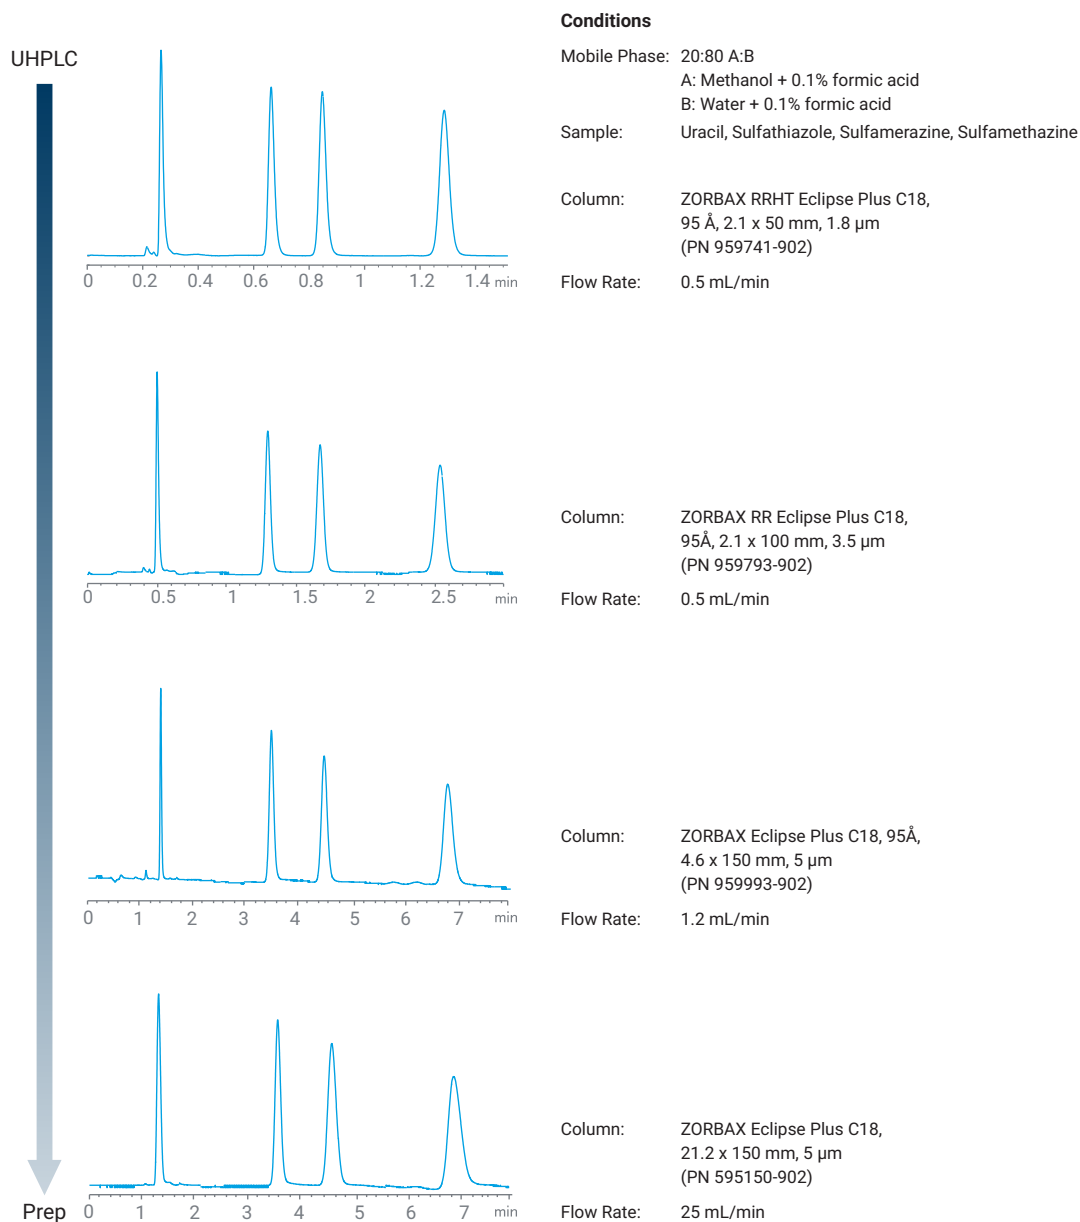 Conditions
UHPLC
Mobile Phase: 20:80 A:B
A: Methanol + 0.1% formic acid
B: Water + 0.1% formic acid
Sample: Uracil, Sulfathiazole, Sulfamerazine, Sulfamethazine
Column: ZORBAX RRHT Eclipse Plus C18,
95 Å, 2.1 x 50 mm, 1.8 µm
(PN 959741-902)
Flow Rate: 0.5 mL/min
0 0.2 0.4 0.6 0.8 1 1.2 1.4 min
Column: ZORBAX RR Eclipse Plus C18,
95Å, 2.1 x 100 mm, 3.5 µm
(PN 959793-902)
Flow Rate: 0.5 mL/min
0 0.5 1 1.5 2 2.5 min
Column: ZORBAX Eclipse Plus C18, 95Å,
4.6 x 150 mm, 5 µm
(PN 959993-902)
Flow Rate: 1.2 mL/min
0 1 2 3 4 5 6 7 min
Column: ZORBAX Eclipse Plus C18,
21.2 x 150 mm, 5 µm
(PN 595150-902)
Prep
0 1 2 3 4 5 6 7 min
Flow Rate: 25 mL/min